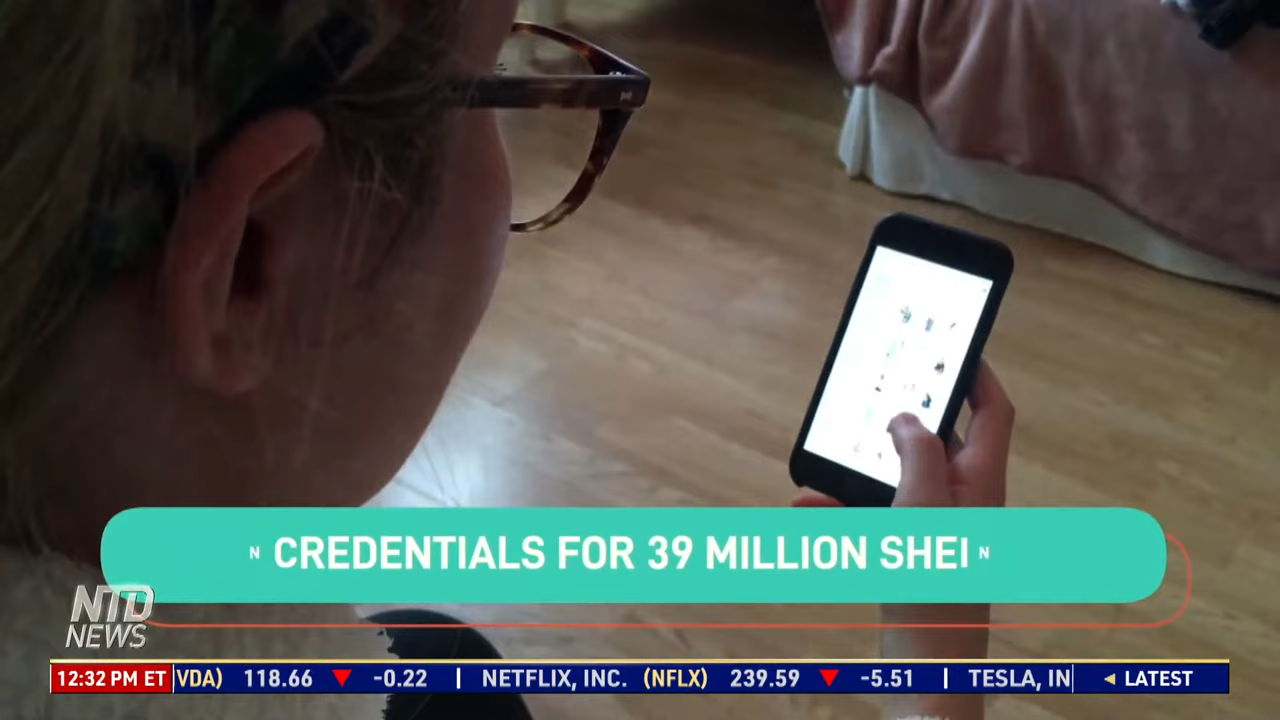 N CREDENTIALS FOR 39 MILLION SHEI N
NTD
NEWS
12:32 PM ET VDA) 118.66 ▼ -0.22 | NETFLIX, INC. (NFLX) 239.59 ▼ -5.51 | TESLA, IN ◄ LATEST